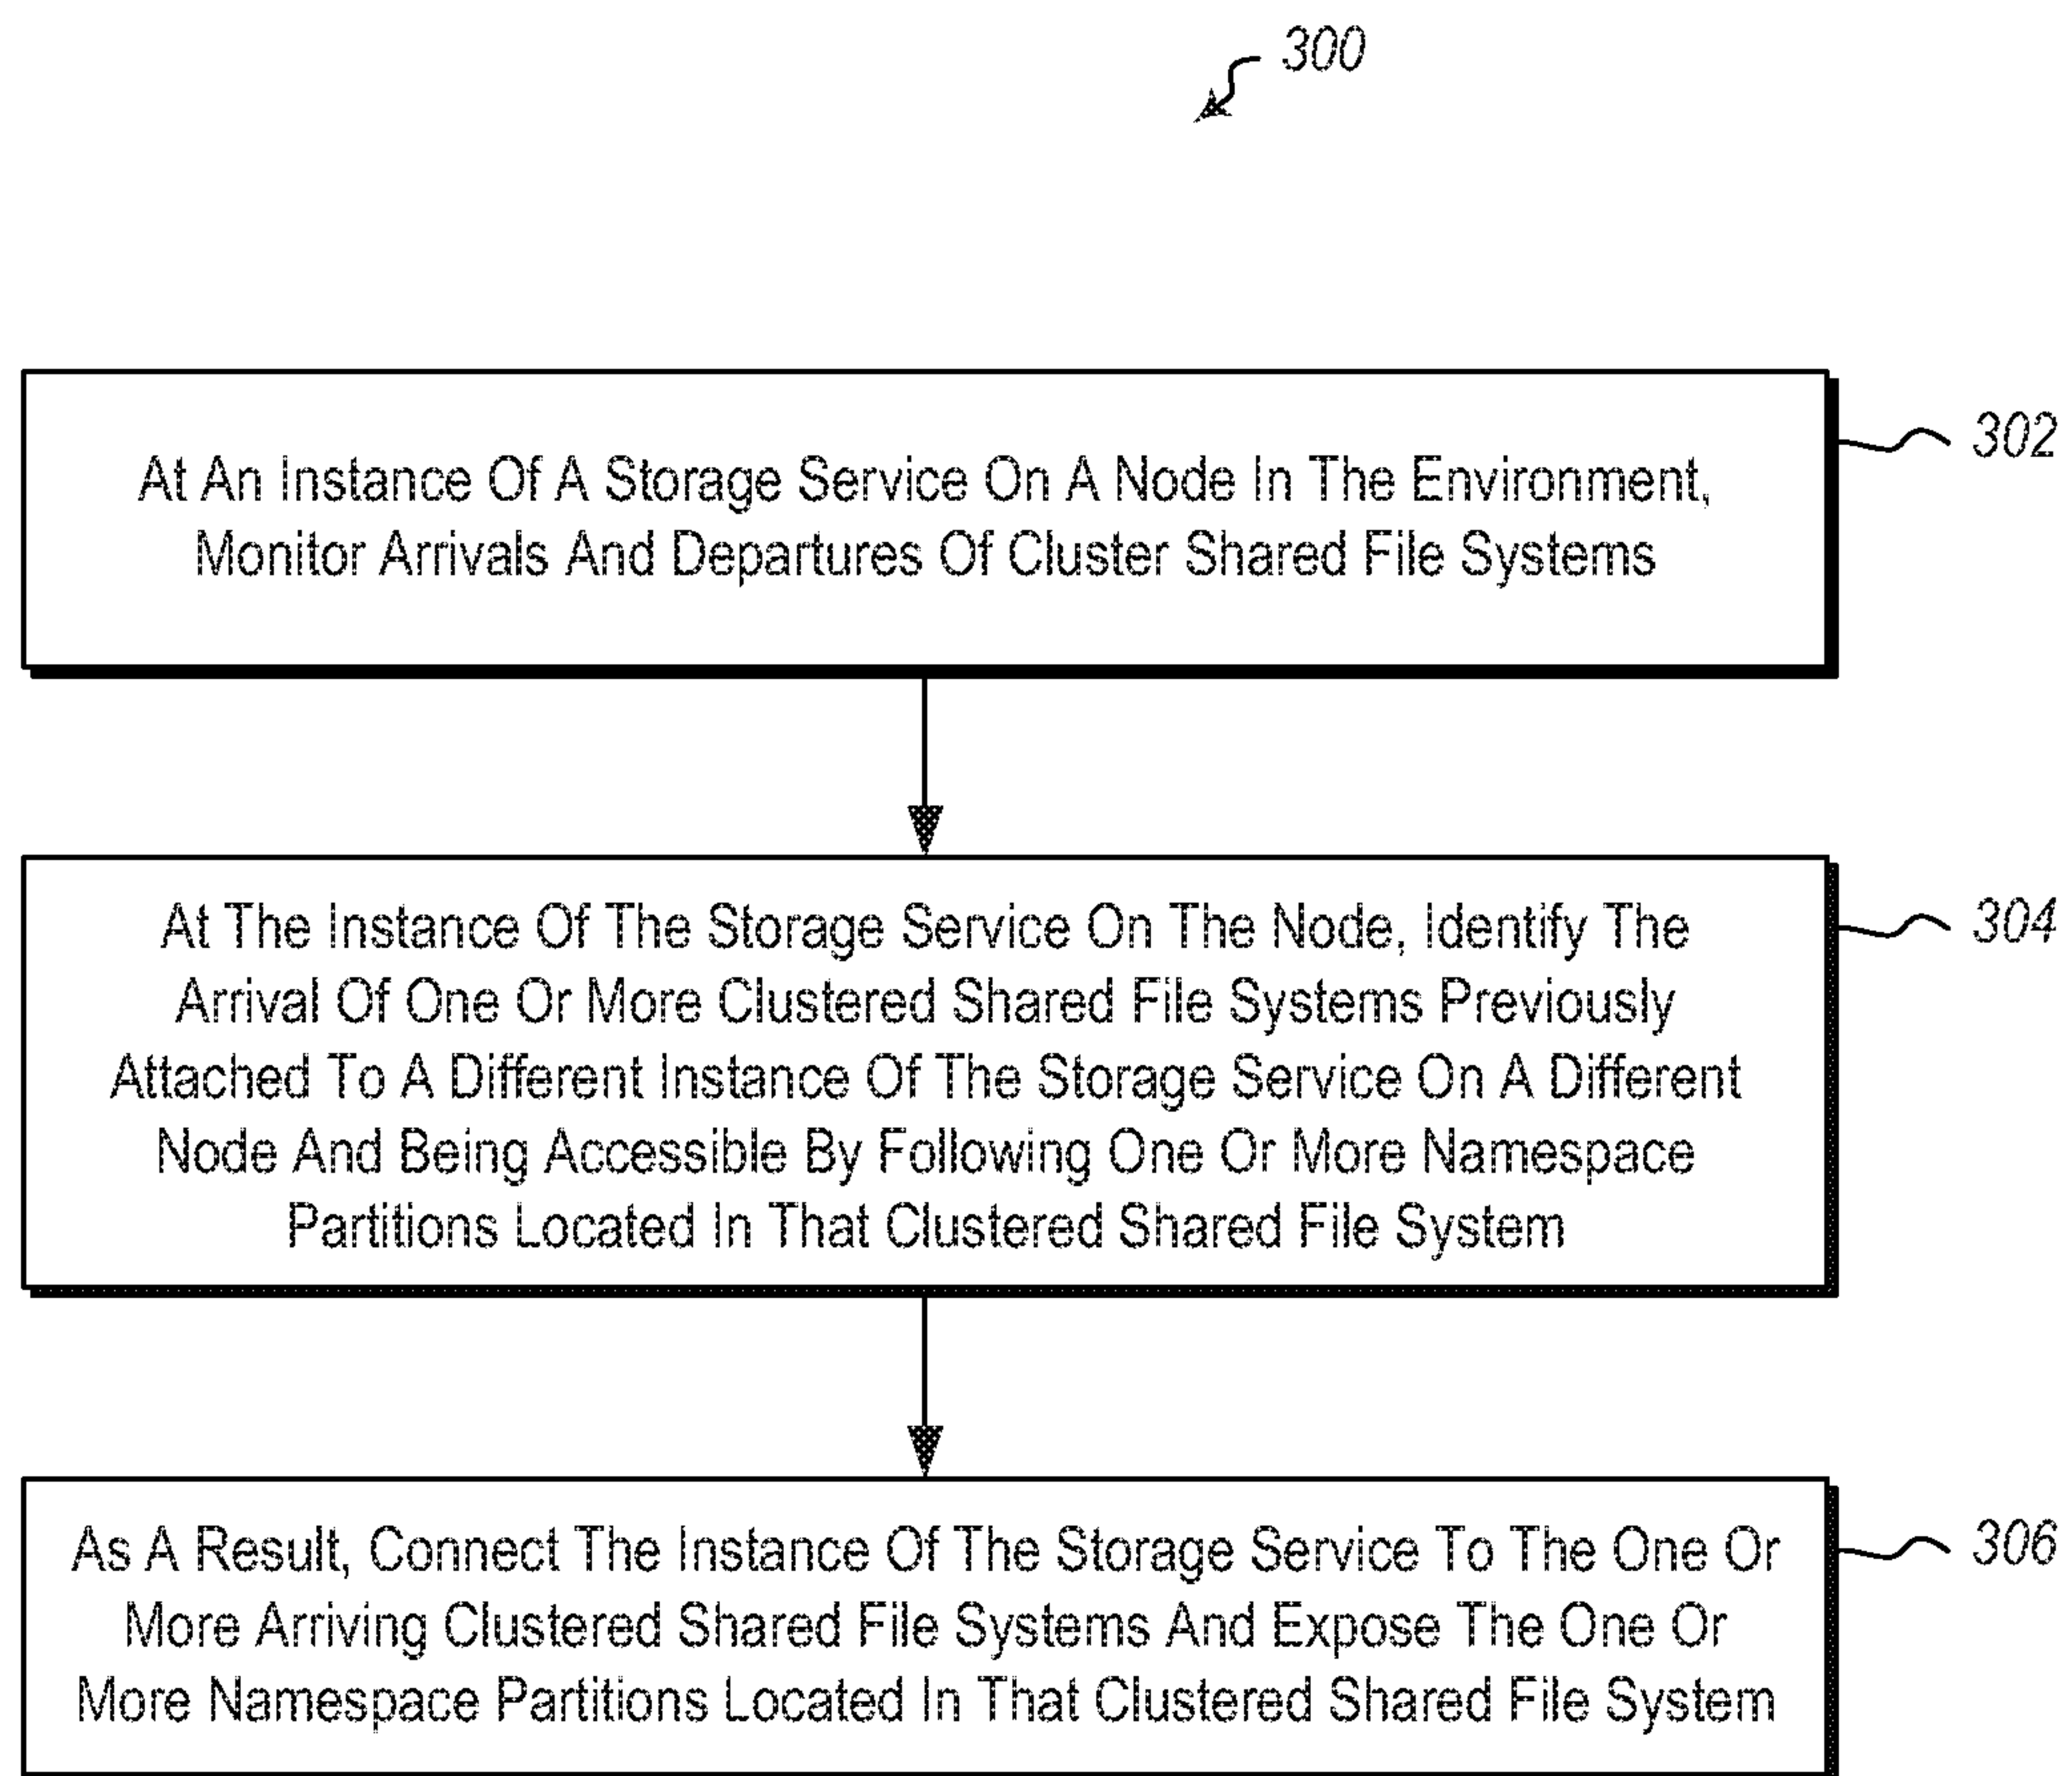 300
At An Instance Of A Storage Service On A Node In The Environment,
Monitor Arrivals And Departures Of Cluster Shared File Systems
302
At The Instance Of The Storage Service On The Node, Identify The
Arrival Of One Or More Clustered Shared File Systems Previously
Attached To A Different Instance Of The Storage Service On A Different
Node And Being Accessible By Following One Or More Namespace
Partitions Located In That Clustered Shared File System
304
As A Result, Connect The Instance Of The Storage Service To The One Or
More Arriving Clustered Shared File Systems And Expose The One Or
More Namespace Partitions Located In That Clustered Shared File System
306